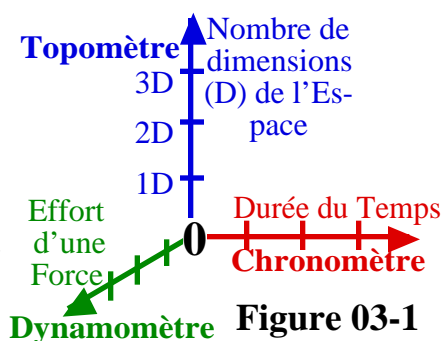 Topomètre
Nombre de
dimensions
(D) de l’Es-
pace
3D
2D
1D
Effort
d’une
Force
0
Durée du Temps
Chronomètre
Dynamomètre
Figure 03-1